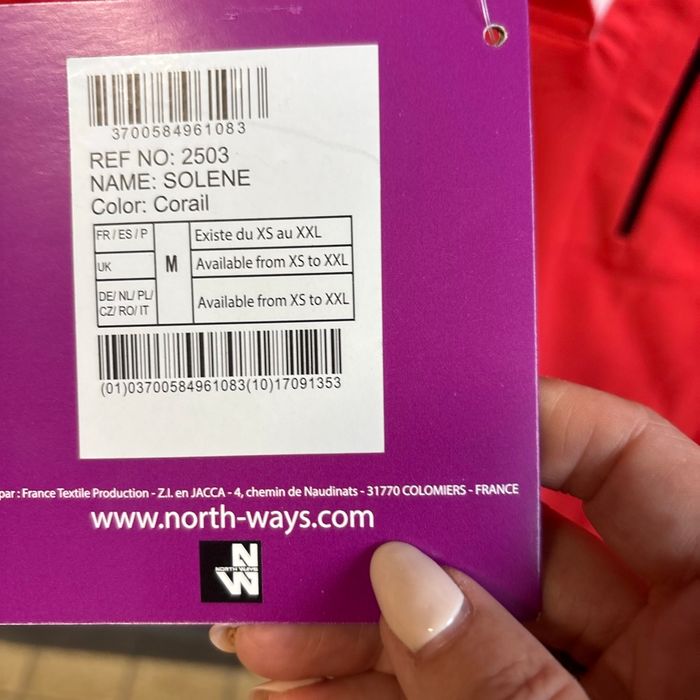 3700584961083
REF NO: 2503
NAME: SOLENE
Color: Corail
FR/ES/P
M
Existe du XS au XXL
UK
Available from XS to XXL
DE/ NL/ PL/
CZ/ RO/ IT
Available from XS to XXL
(01)03700584961083(10)17091353
par : France Textile Production - Z.I. en JACCA - 4, chemin de Naudinats - 31770 COLOMIERS - FRANCE
www.north-ways.com
N
NORTH WAYS
W